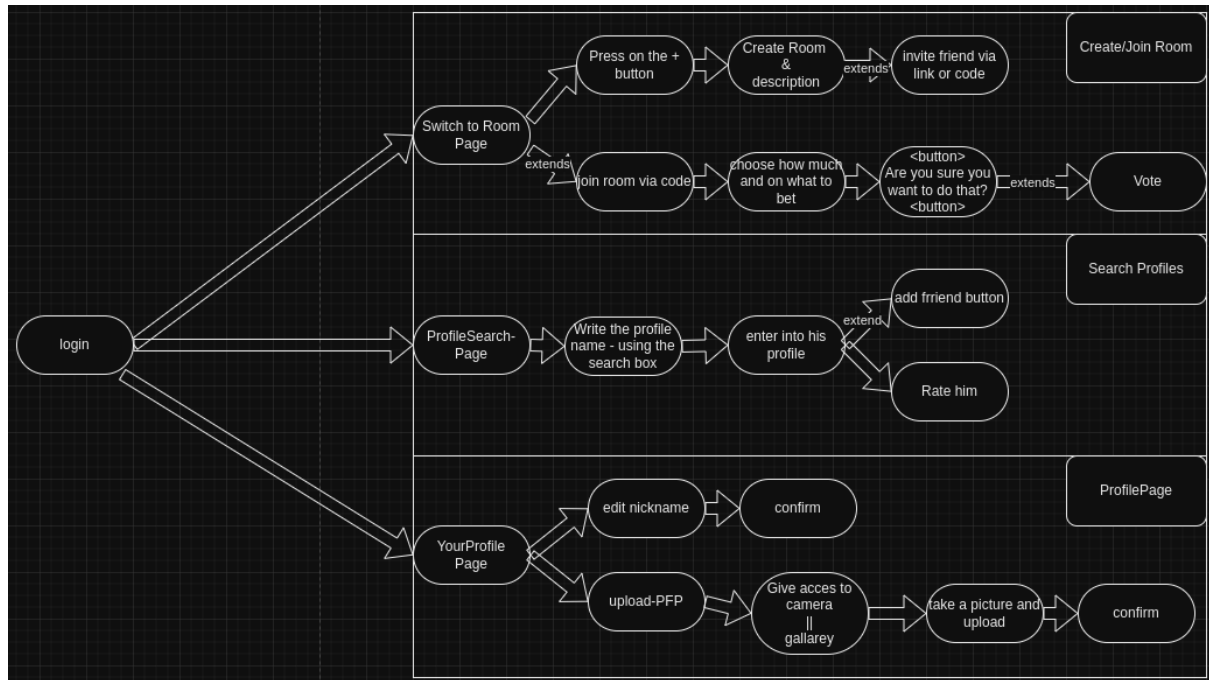 Create/Join Room
Press on the +
button
Create Room
&
description
extends
invite friend via
link or code
Switch to Room
Page
extends
join room via code
choose how much
and on what to
bet
<button>
Are you sure you
want to do that?
<button>
extends
Vote
Search Profiles
login
ProfileSearch-
Page
Write the profile
name - using the
search box
enter into his
profile
extend
add frriend button
Rate him
ProfilePage
YourProfile
Page
edit nickname
confirm
upload-PFP
Give acces to
camera
||
gallarey
take a picture and
upload
confirm